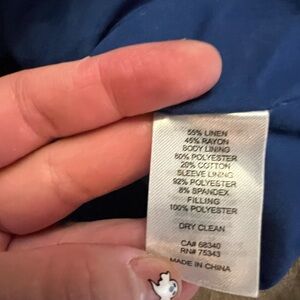 55% LINEN
45% RAYON
BODY LINING
80% POLYESTER
20% COTTON
SLEEVE LINING
92% POLYESTER
8% SPANDEX
FILLING
100% POLYESTER
DRY CLEAN
CA# 68340
RN# 75343
MADE IN CHINA